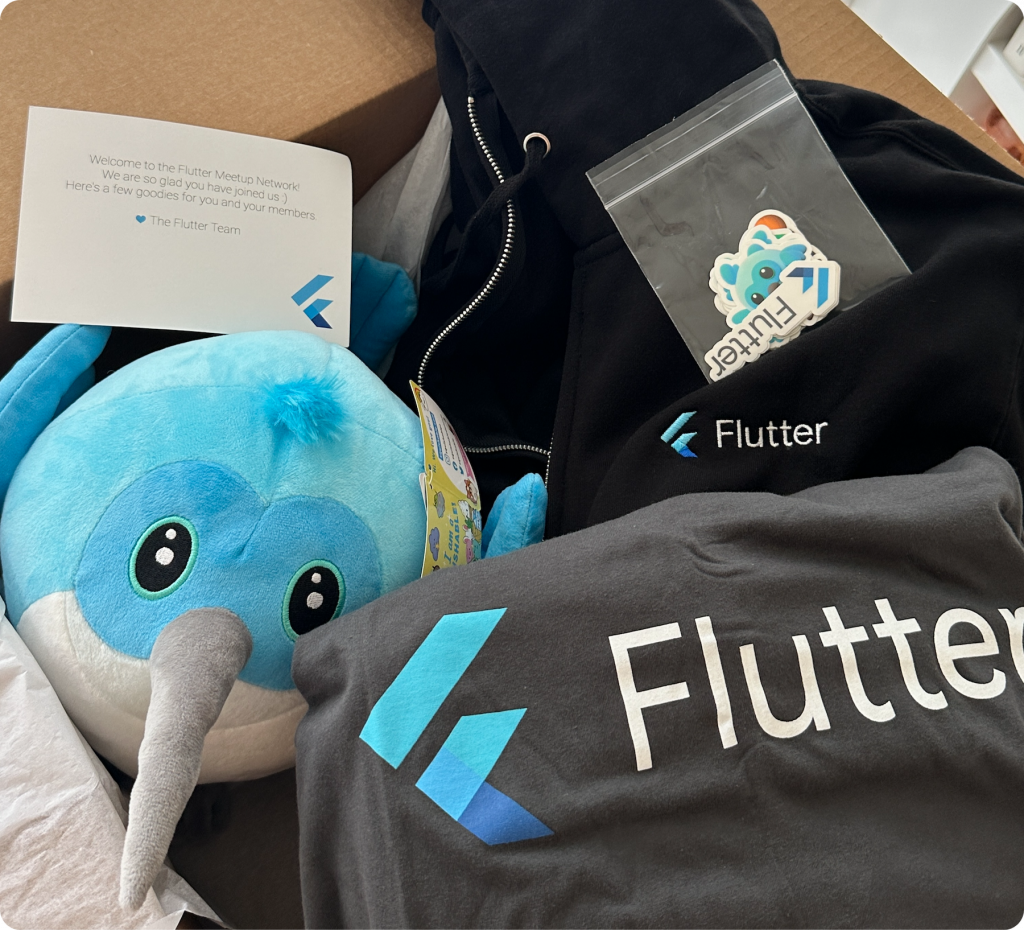 Welcome to the Flutter Meetup Network!
We are so glad you have joined us :)
Here's a few goodies for you and your members.
The Flutter Team
Flutter
Flutter
I am a
Flutter